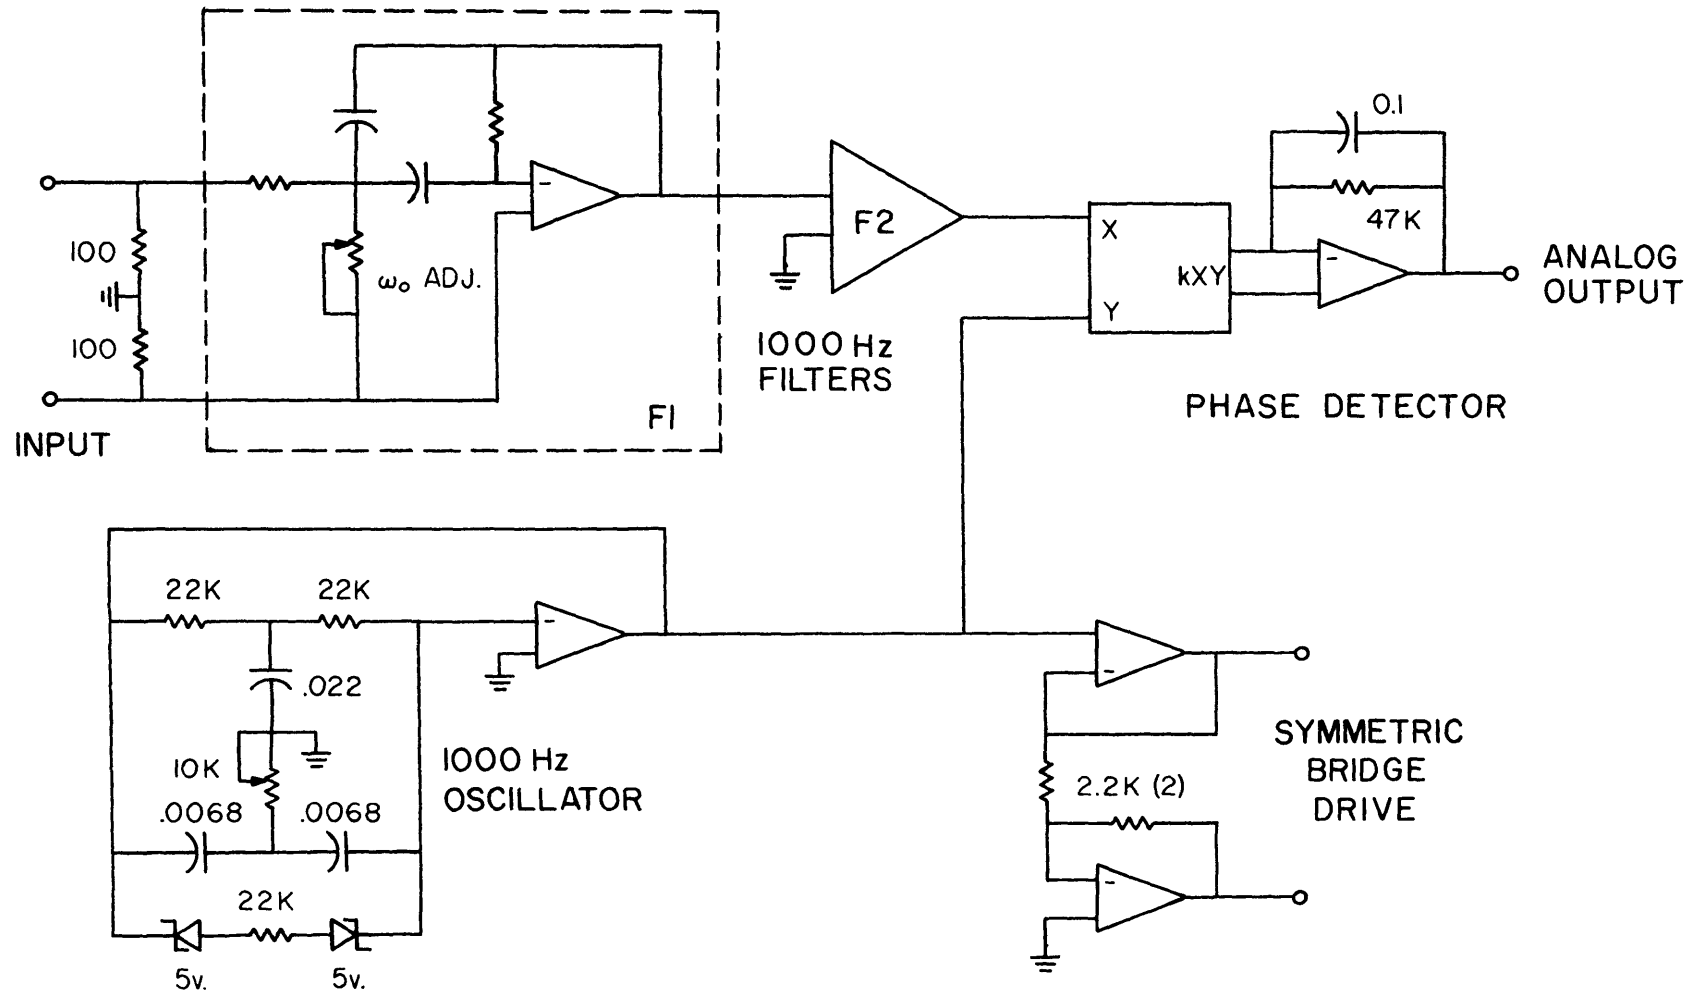 0.1
47K
100
100
ω₀ ADJ.
F1
INPUT
F2
1000 Hz
FILTERS
X
Y
kXY
-
-
ANALOG
OUTPUT
PHASE DETECTOR
22K
22K
-
.022
10K
.0068
.0068
22K
5v.
5v.
1000 Hz
OSCILLATOR
-
2.2K (2)
-
SYMMETRIC
BRIDGE
DRIVE